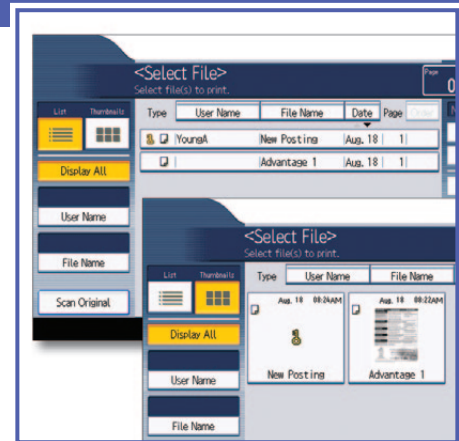 <Select File>
Select file(s) to print.
Page
0
List Thumbnails
Type User Name File Name Date Page Order
YoungA New Posting Aug. 18 1
Advantage 1 Aug. 18 1
Display All
User Name
File Name
Scan Original
<Select File>
Select file(s) to print.
List Thumbnails
Type User Name File Name
Aug. 18 08:24AM Aug. 18 08:22AM
New Posting Advantage 1
Display All
User Name
File Name